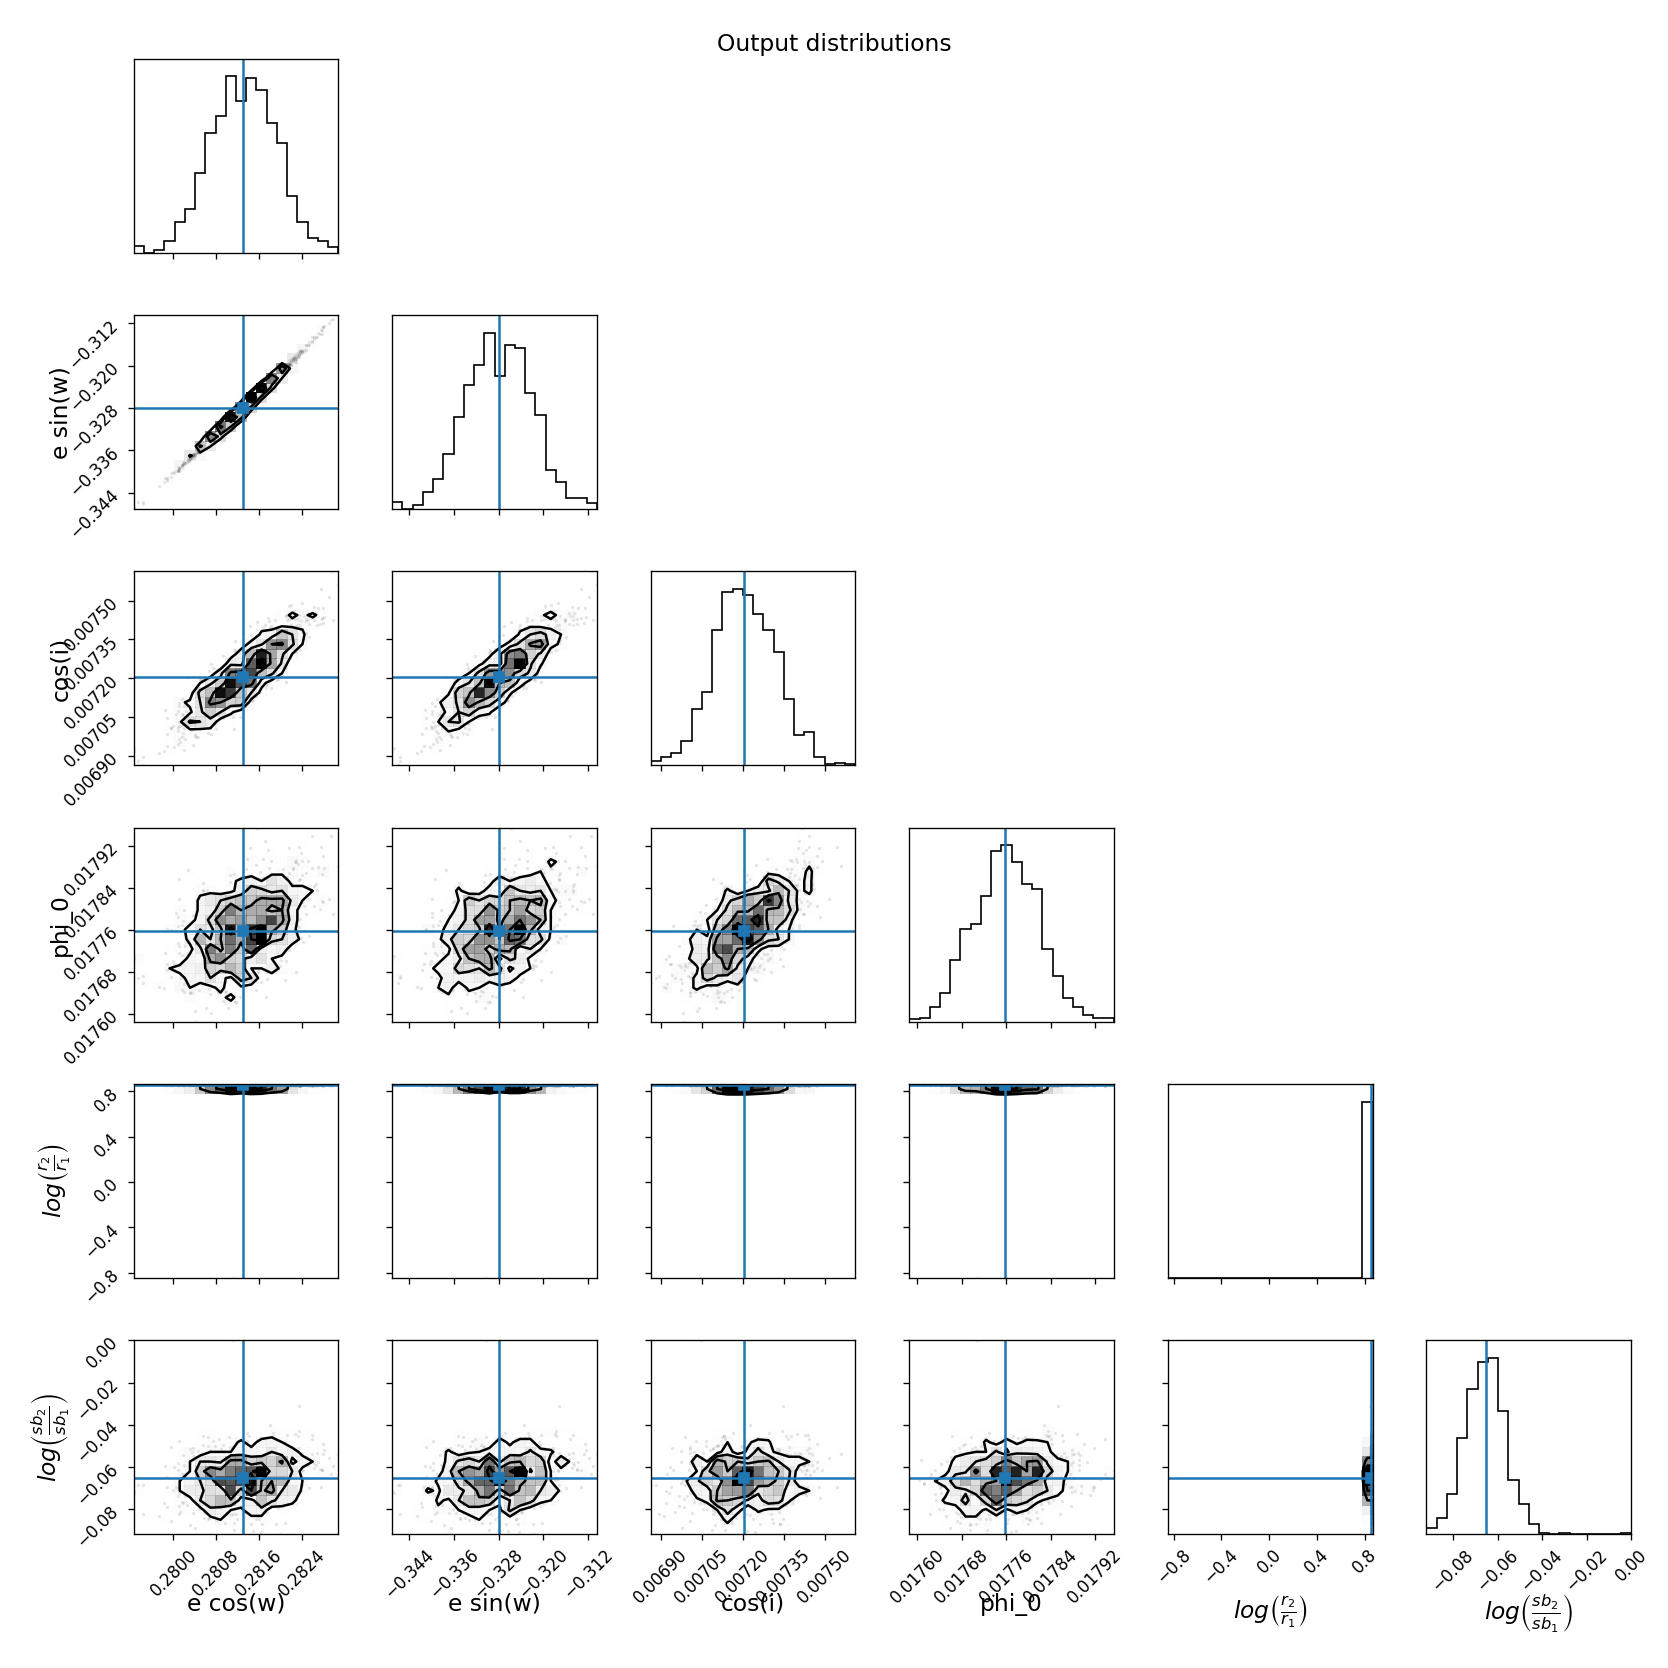 Output distributions
e sin(w)
−0.312
−0.320
−0.328
−0.336
−0.344
cos(i)
0.00750
0.00735
0.00720
0.00705
0.00690
phi_0
0.01792
0.01784
0.01776
0.01768
0.01760
log(r₂/r₁)
0.8
0.4
0.0
−0.4
−0.8
log(sb₂/sb₁)
0.00
−0.02
−0.04
−0.06
−0.08
0.2800 0.2808 0.2816 0.2824
e cos(w)
−0.344 −0.336 −0.328 −0.320 −0.312
e sin(w)
0.00690 0.00705 0.00720 0.00735 0.00750
cos(i)
0.01760 0.01768 0.01776 0.01784 0.01792
phi_0
−0.8 −0.4 0.0 0.4 0.8
log(r₂/r₁)
−0.08 −0.06 −0.04 −0.02 0.00
log(sb₂/sb₁)